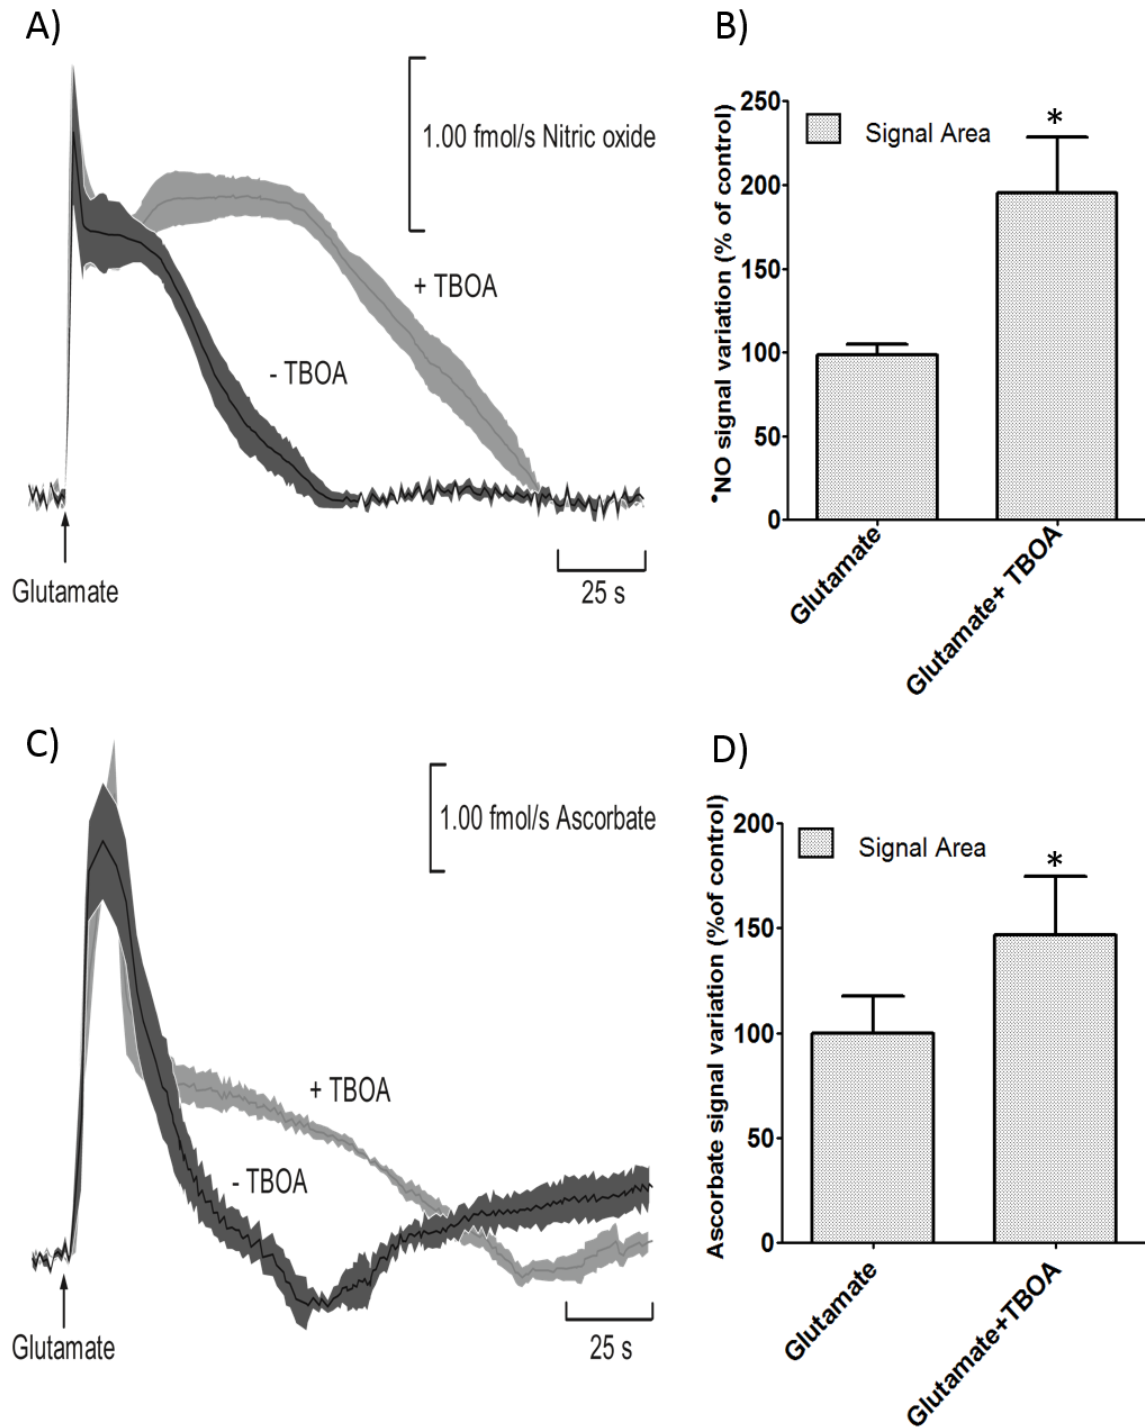 A)
1.00 fmol/s Nitric oxide
+ TBOA
- TBOA
Glutamate
25 s
B)
250
200
150
100
50
0
•NO signal variation (% of control)
Signal Area
*
Glutamate
Glutamate+ TBOA
C)
1.00 fmol/s Ascorbate
+ TBOA
- TBOA
Glutamate
25 s
D)
200
150
100
50
0
Ascorbate signal variation (%of control)
Signal Area
*
Glutamate
Glutamate+TBOA